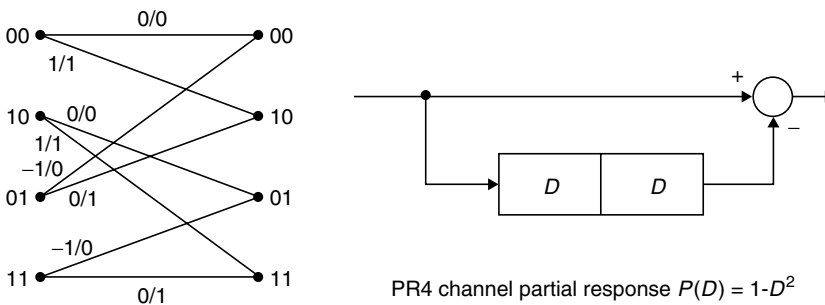 0/0
00 00
1/1
10 0/0 10
1/1
−1/0
01 0/1 01
−1/0
11 11
0/1
+
−
D D
PR4 channel partial response P(D) = 1-D²